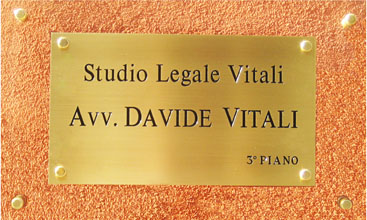 Studio Legale Vitali
Avv. DAVIDE VITALI
3° PIANO